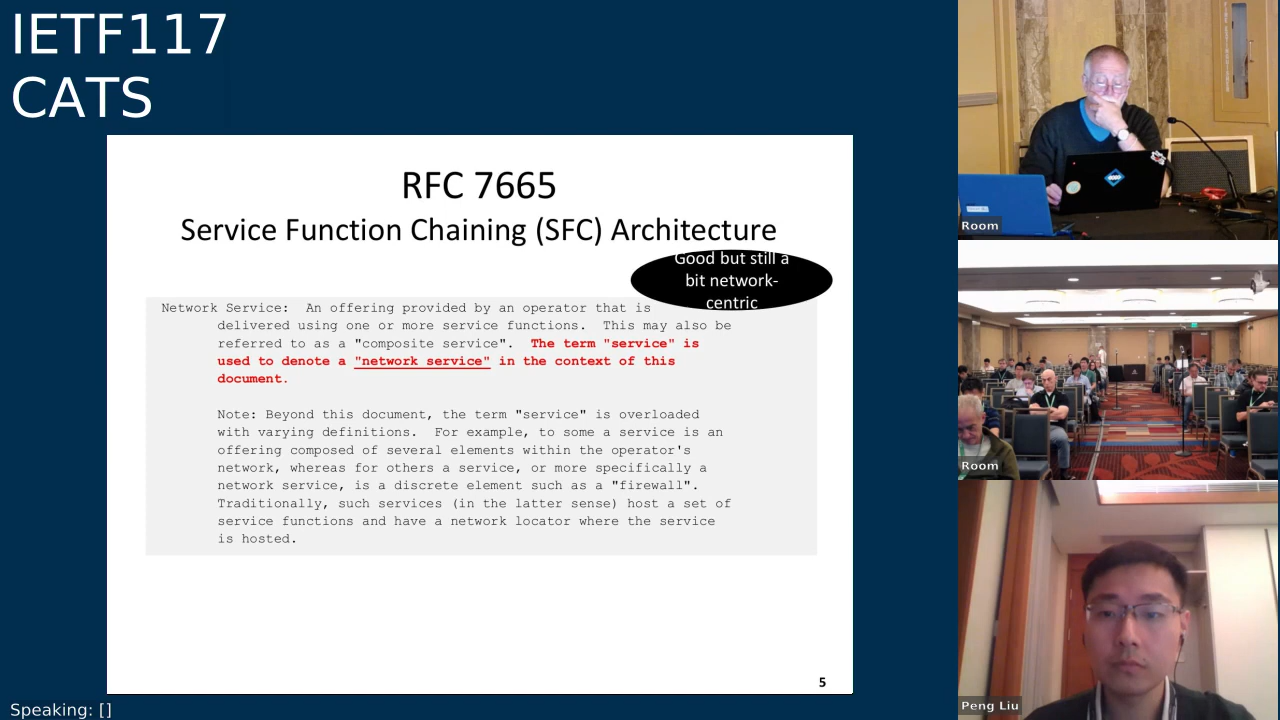 IETF117
CATS
RFC 7665
Service Function Chaining (SFC) Architecture
Good but still a
bit network-
centric
Network Service:  An offering provided by an operator that is
delivered using one or more service functions.  This may also be
referred to as a "composite service".  The term "service" is
used to denote a "network service" in the context of this
document.
Note: Beyond this document, the term "service" is overloaded
with varying definitions.  For example, to some a service is an
offering composed of several elements within the operator's
network, whereas for others a service, or more specifically a
network service, is a discrete element such as a "firewall".
Traditionally, such services (in the latter sense) host a set of
service functions and have a network locator where the service
is hosted.
5
Speaking: []
Room
Room
Peng Liu